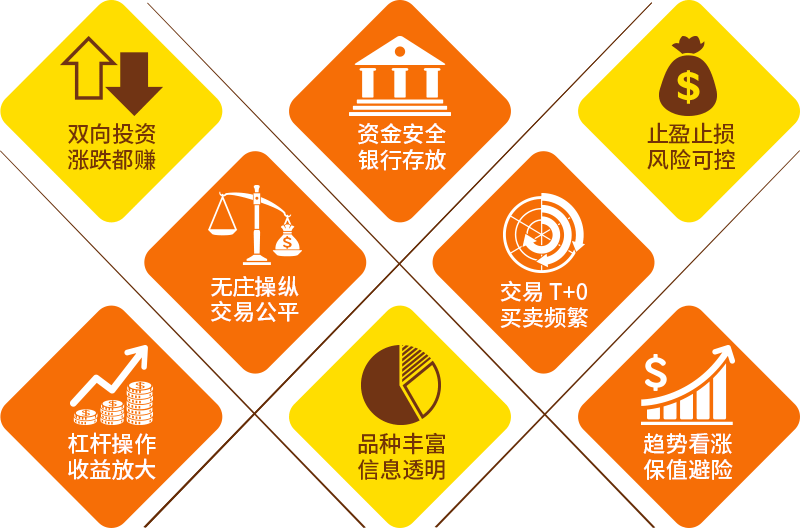 双向投资
涨跌都赚
资金安全
银行存放
止盈止损
风险可控
无庄操纵
交易公平
交易 T+0
买卖频繁
杠杆操作
收益放大
品种丰富
信息透明
趋势看涨
保值避险